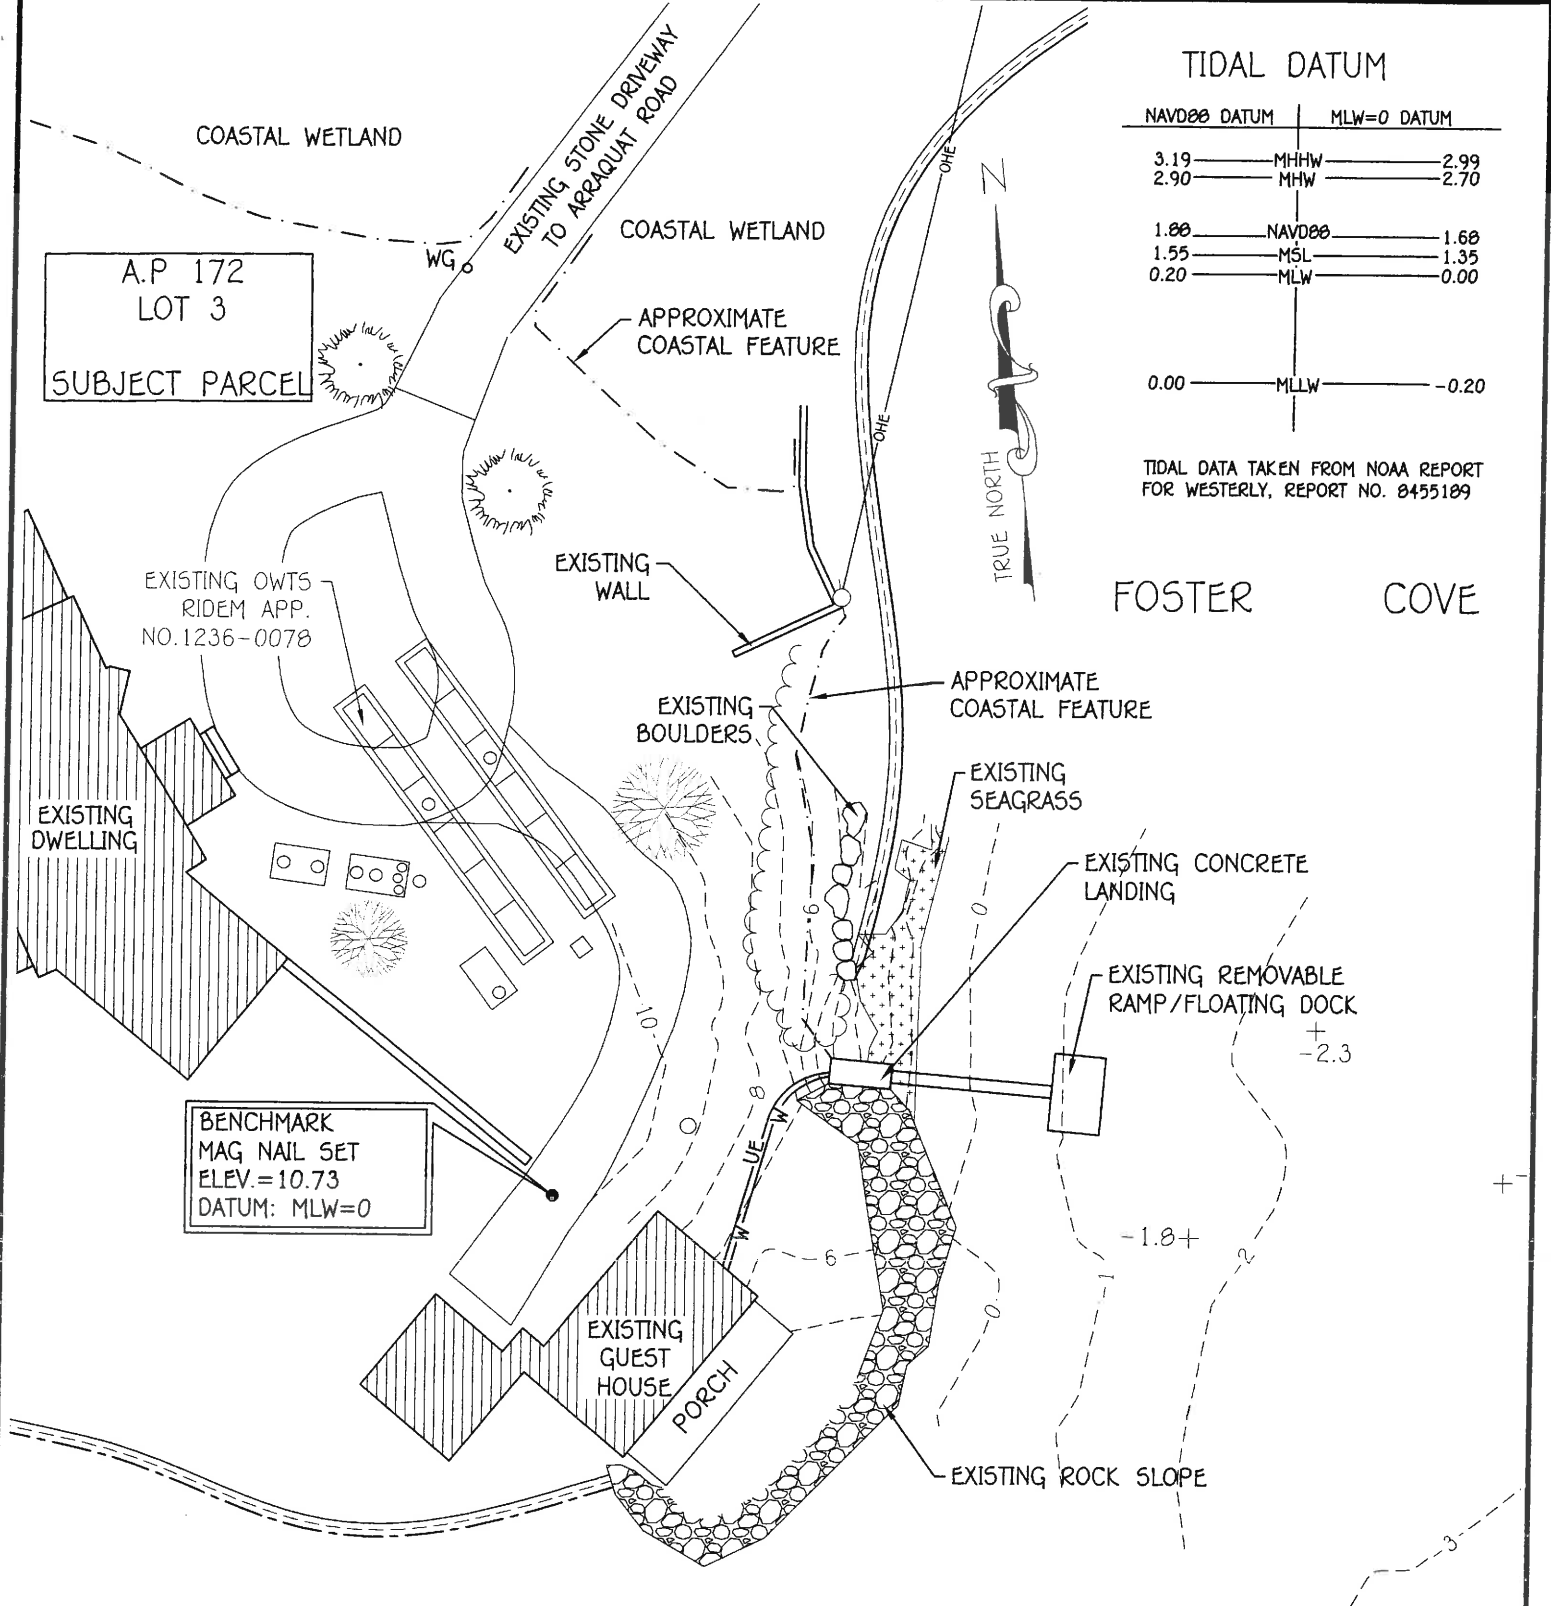 TIDAL DATUM
NAVD88 DATUM MLW=0 DATUM
3.19 MHHW 2.99
2.90 MHW 2.70
1.88 NAVD88 1.68
1.55 MSL 1.35
0.20 MLW 0.00
0.00 MLLW -0.20
TIDAL DATA TAKEN FROM NOAA REPORT
FOR WESTERLY, REPORT NO. 8455189
COASTAL WETLAND
EXISTING STONE DRIVEWAY
TO ARRAQUAT ROAD
OHE
Z
COASTAL WETLAND
WG
A.P 172
LOT 3
SUBJECT PARCEL
APPROXIMATE
COASTAL FEATURE
OHE
TRUE NORTH
EXISTING
WALL
FOSTER COVE
EXISTING OWTS
RIDEM APP.
NO.1236-0078
APPROXIMATE
COASTAL FEATURE
EXISTING
BOULDERS
EXISTING
SEAGRASS
EXISTING
DWELLING
EXISTING CONCRETE
LANDING
6
0
EXISTING REMOVABLE
RAMP/FLOATING DOCK
10
-2.3
8
BENCHMARK
MAG NAIL SET
ELEV.=10.73
DATUM: MLW=0
W
UE
W
-1.8
6
-1
-2
0
EXISTING
GUEST
HOUSE
PORCH
EXISTING ROCK SLOPE
-3